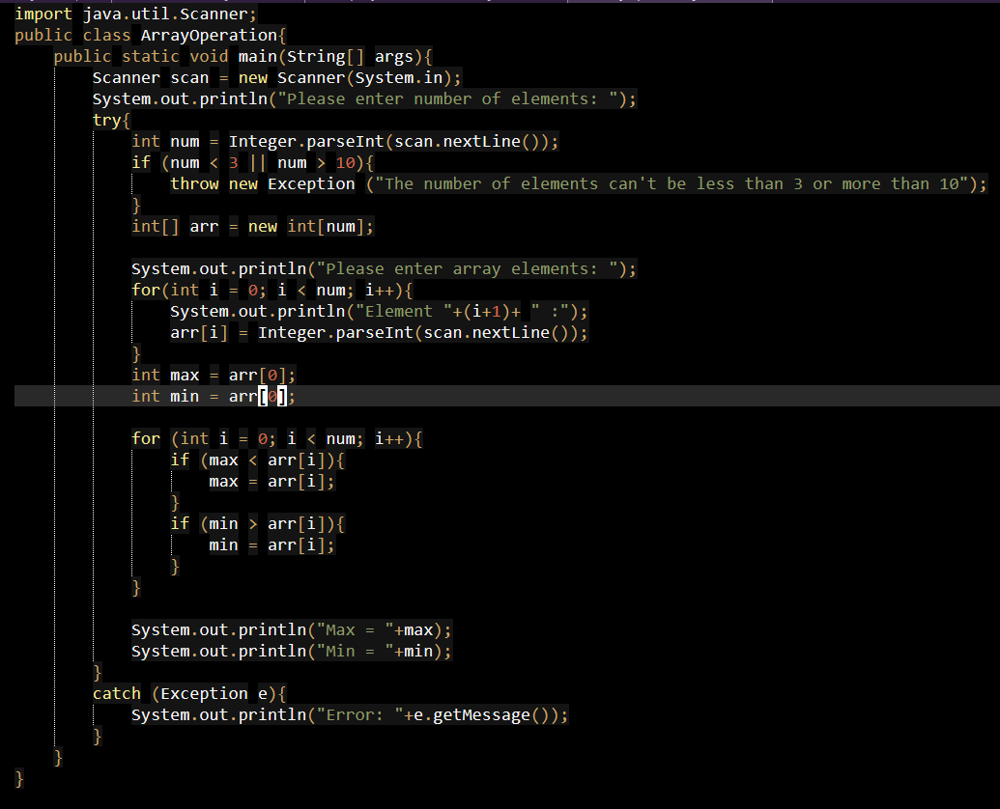 import java.util.Scanner;
public class ArrayOperation{
    public static void main(String[] args){
        Scanner scan = new Scanner(System.in);
        System.out.println("Please enter number of elements: ");
        try{
            int num = Integer.parseInt(scan.nextLine());
            if (num < 3 || num > 10){
                throw new Exception ("The number of elements can't be less than 3 or more than 10");
            }
            int[] arr = new int[num];

            System.out.println("Please enter array elements: ");
            for(int i = 0; i < num; i++){
                System.out.println("Element "+(i+1)+ " :");
                arr[i] = Integer.parseInt(scan.nextLine());
            }
            int max = arr[0];
            int min = arr[0];

            for (int i = 0; i < num; i++){
                if (max < arr[i]){
                    max = arr[i];
                }
                if (min > arr[i]){
                    min = arr[i];
                }
            }

            System.out.println("Max = "+max);
            System.out.println("Min = "+min);
        }
        catch (Exception e){
            System.out.println("Error: "+e.getMessage());
        }
    }
}